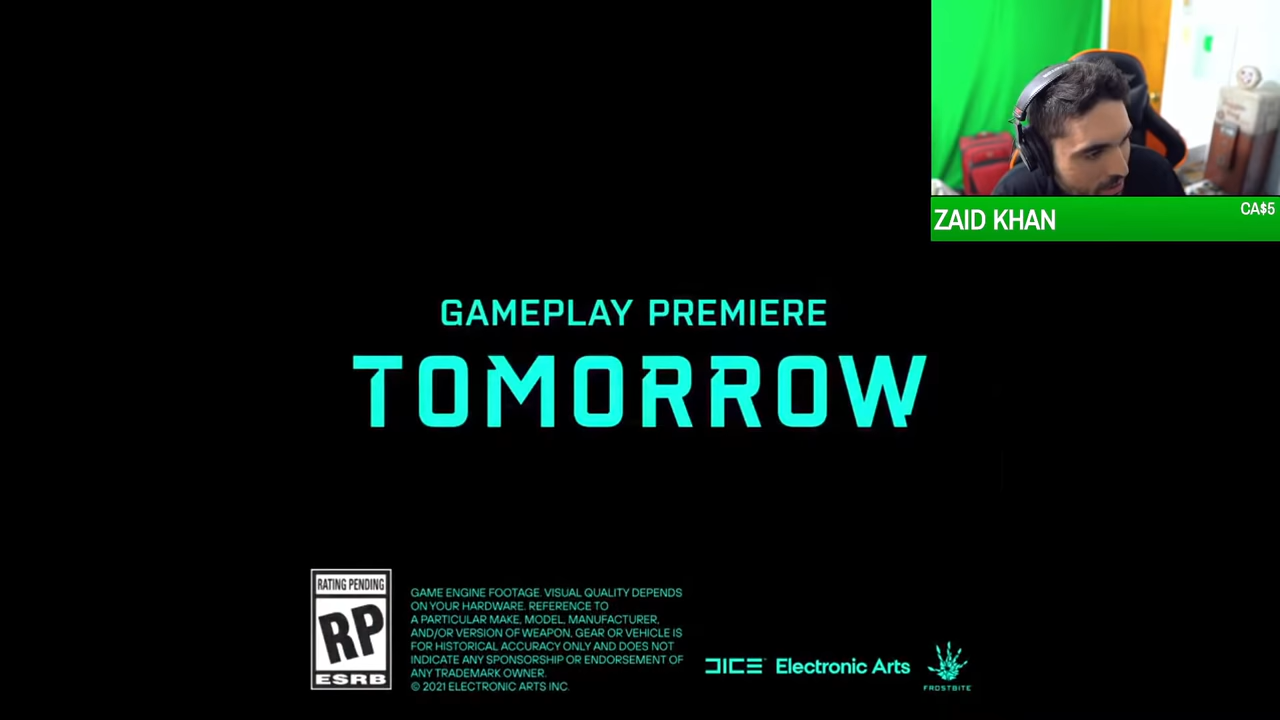 CA$5
ZAID KHAN
GAMEPLAY PREMIERE
TOMORROW
RATING PENDING
RP
ESRB
GAME ENGINE FOOTAGE. VISUAL QUALITY DEPENDS
ON YOUR HARDWARE. REFERENCE TO
A PARTICULAR MAKE, MODEL, MANUFACTURER,
AND/OR VERSION OF WEAPON, GEAR OR VEHICLE IS
FOR HISTORICAL ACCURACY ONLY AND DOES NOT
INDICATE ANY SPONSORSHIP OR ENDORSEMENT OF
ANY TRADEMARK OWNER.
© 2021 ELECTRONIC ARTS INC.
DICE
Electronic Arts
FROSTBITE